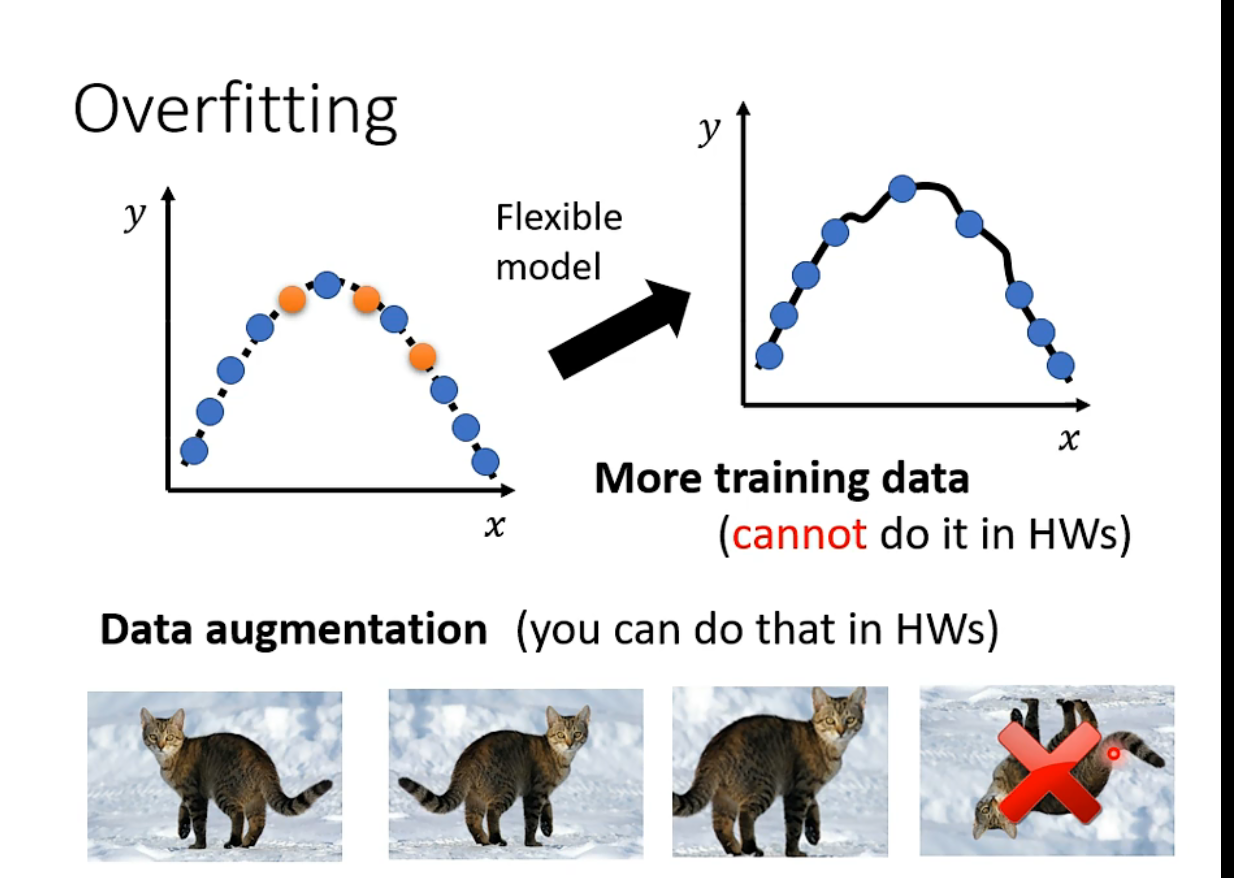 Overfitting
y
x
Flexible
model
y
x
More training data
(cannot do it in HWs)
Data augmentation (you can do that in HWs)